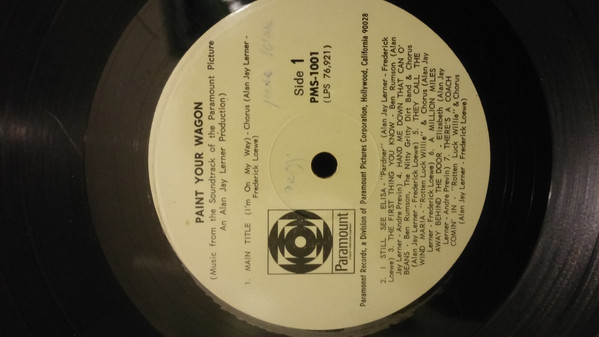 PAINT YOUR WAGON
(Music from the Soundtrack of the Paramount Picture
An Alan Jay Lerner Production)
1. MAIN TITLE (I'm On My Way) - Chorus (Alan Jay Lerner -
Frederick Loewe)
Side 1
PMS-1001
(LPS 76,921)
Paramount
Paramount Records, a Division of Paramount Pictures Corporation, Hollywood, California 90028
2. I STILL SEE ELISA, "Pardner" (Alan Jay Lerner - Frederick
Loewe) 3. THE FIRST THING YOU KNOW - Ben Rumson (Alan
Jay Lerner - Andre Previn) 4. HAND ME DOWN THAT CAN O'
BEANS - Ben Rumson, The Nitty Gritty Dirt Band & Chorus
(Alan Jay Lerner - Frederick Loewe) 5. THEY CALL THE
WIND MARIA - "Rotten Luck Willie" & Chorus (Alan Jay
Lerner - Frederick Loewe) 6. A MILLION MILES
AWAY BEHIND THE DOOR - Elizabeth (Alan Jay
Lerner - Andre Previn) 7. THERE'S A COACH
COMIN' IN - "Rotten Luck Willie" & Chorus
(Alan Jay Lerner - Frederick Loewe)